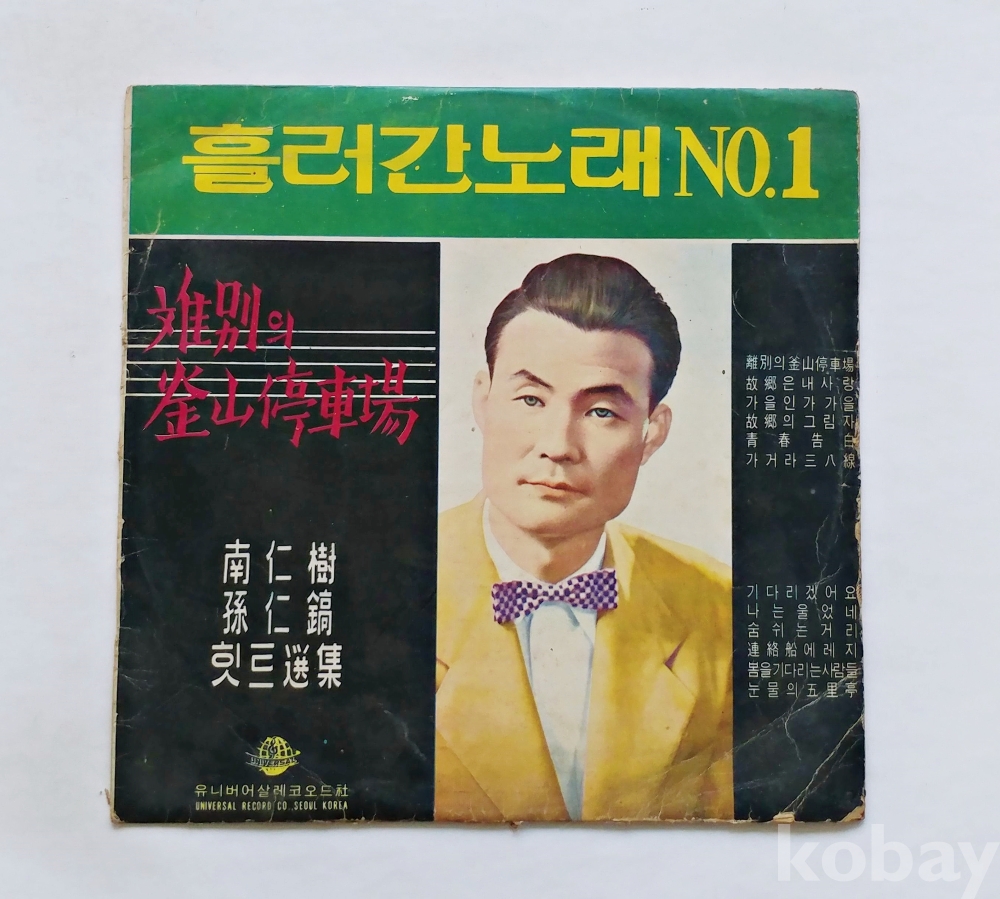 흘러간노래 NO.1
離別의
釜山停車場
南仁樹
孫仁鎬
힛트選集
UNIVERSAL
유니버어살레코오드社
UNIVERSAL RECORD CO., SEOUL KOREA
離別의釜山停車場
故鄕은내사랑
가을인가가을
故鄕의그림자
青春告白
가거라三八線
기다리겠어요
나는울었네
숨쉬는거리
連絡船에레지
봄을기다리는사람들
눈물의五里亭
kobay